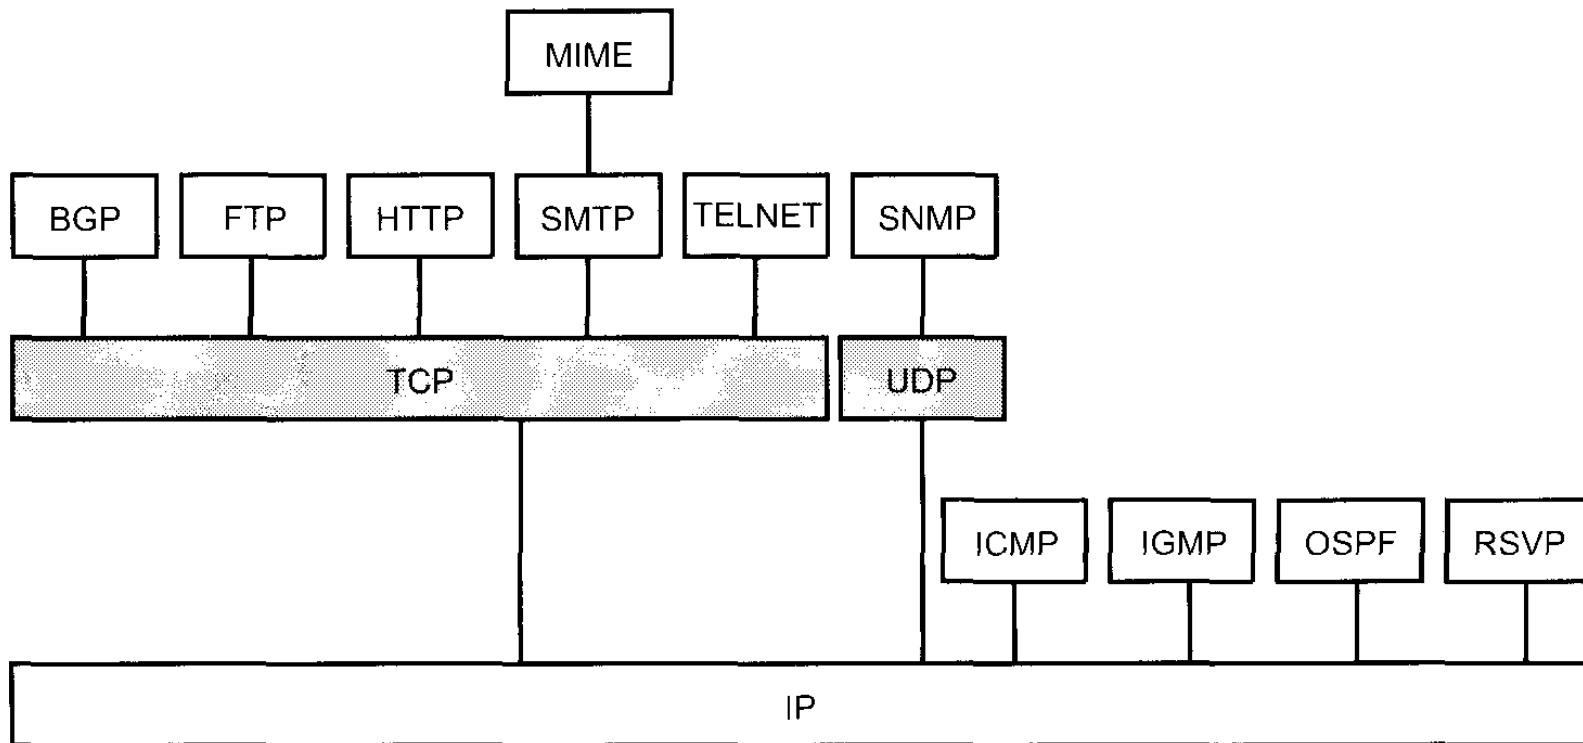 MIME
BGP
FTP
HTTP
SMTP
TELNET
SNMP
TCP
UDP
ICMP
IGMP
OSPF
RSVP
IP